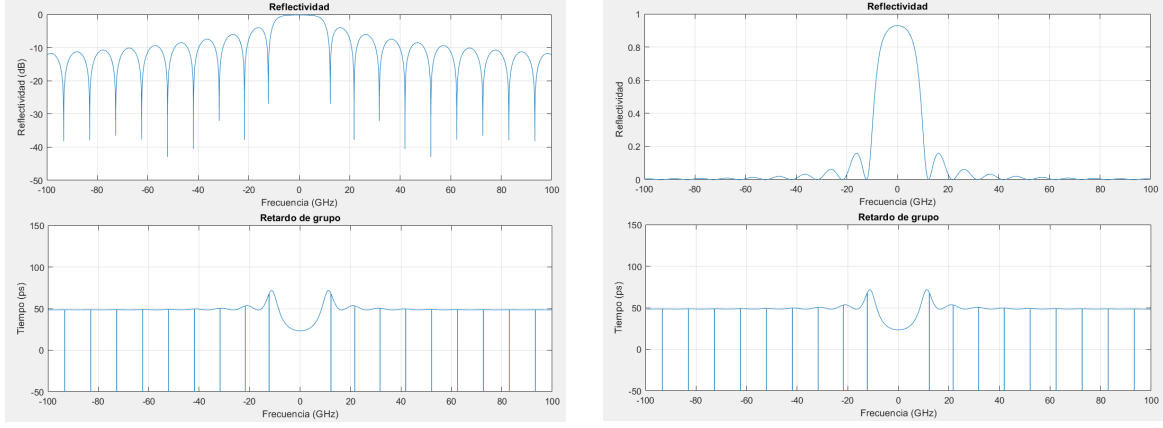 Reflectividad
0
-10
-20
-30
-40
-50
Reflectividad (dB)
-100 -80 -60 -40 -20 0 20 40 60 80 100
Frecuencia (GHz)
Retardo de grupo
150
100
50
0
-50
Tiempo (ps)
-100 -80 -60 -40 -20 0 20 40 60 80 100
Frecuencia (GHz)
Reflectividad
1
0.8
0.6
0.4
0.2
0
Reflectividad
-100 -80 -60 -40 -20 0 20 40 60 80 100
Frecuencia (GHz)
Retardo de grupo
150
100
50
0
-50
Tiempo (ps)
-100 -80 -60 -40 -20 0 20 40 60 80 100
Frecuencia (GHz)